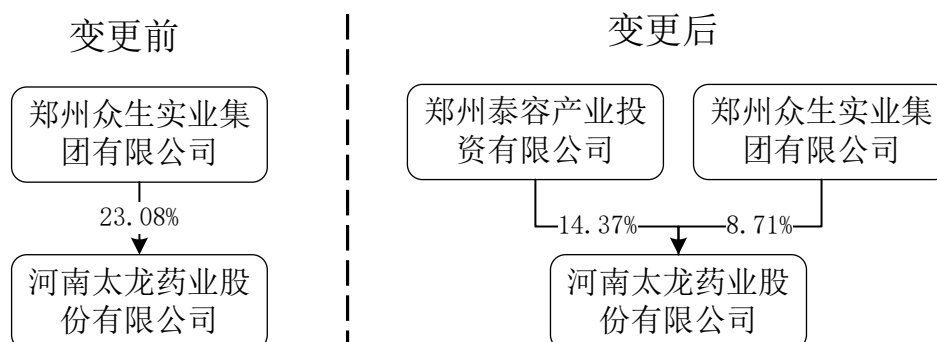 变更前
郑州众生实业集
团有限公司
23.08%
河南太龙药业股
份有限公司
变更后
郑州泰容产业投
资有限公司
郑州众生实业集
团有限公司
14.37%
8.71%
河南太龙药业股
份有限公司